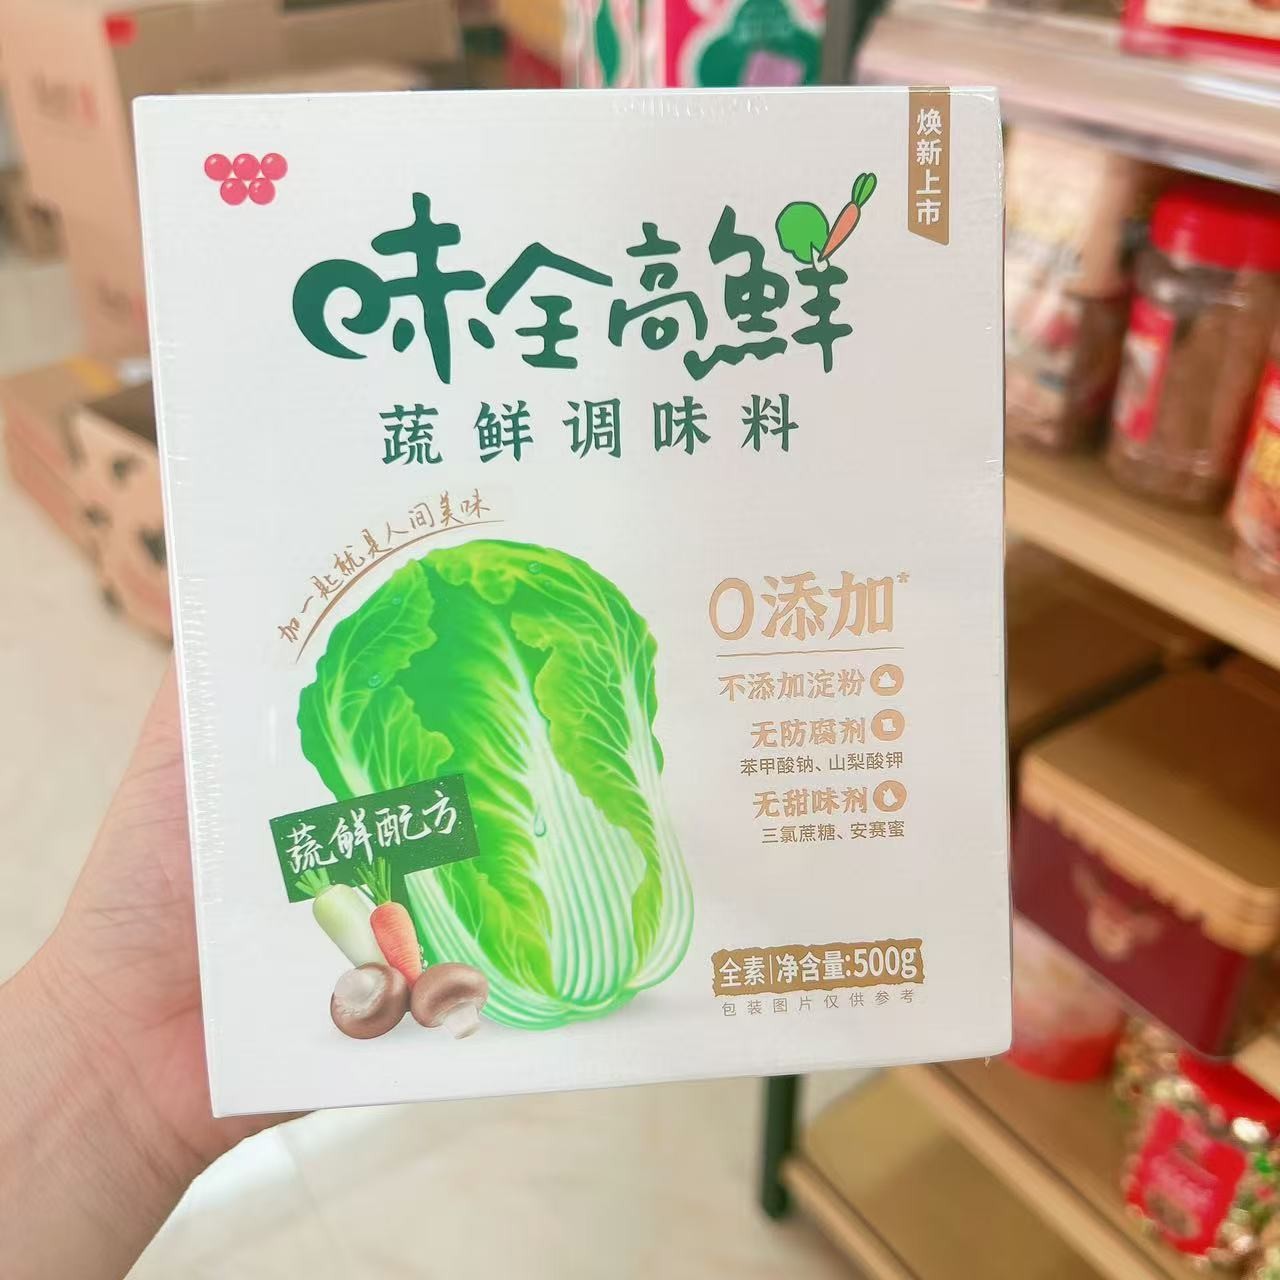 焕新上市
味全高鲜
蔬鲜调味料
加一匙就是人间美味
0添加*
不添加淀粉
无防腐剂
苯甲酸钠、山梨酸钾
无甜味剂
三氯蔗糖、安赛蜜
蔬鲜配方
全素|净含量:500g
包装图片仅供参考